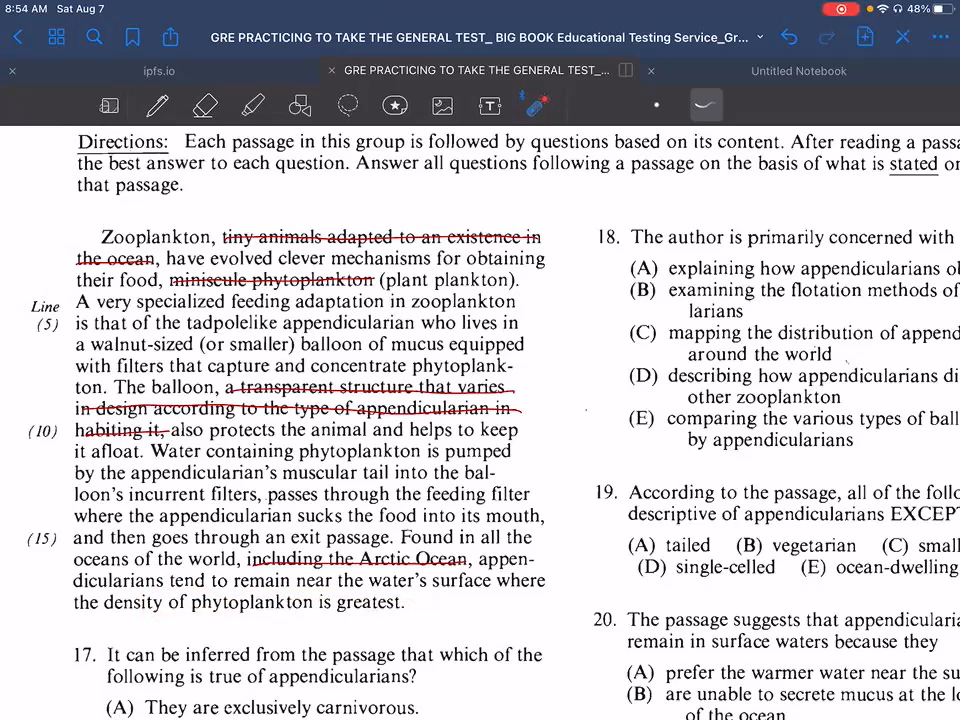 8:54 AM Sat Aug 7
48%
GRE PRACTICING TO TAKE THE GENERAL TEST_ BIG BOOK Educational Testing Service_Gr...
ipfs.io
GRE PRACTICING TO TAKE THE GENERAL TEST_...
Untitled Notebook
Directions: Each passage in this group is followed by questions based on its content. After reading a passa
the best answer to each question. Answer all questions following a passage on the basis of what is stated or
that passage.
Zooplankton, tiny animals adapted to an existence in
the ocean, have evolved clever mechanisms for obtaining
their food, miniscule phytoplankton (plant plankton).
Line A very specialized feeding adaptation in zooplankton
(5) is that of the tadpolelike appendicularian who lives in
a walnut-sized (or smaller) balloon of mucus equipped
with filters that capture and concentrate phytoplank-
ton. The balloon, a transparent structure that varies
in design according to the type of appendicularian in-
(10) habiting it, also protects the animal and helps to keep
it afloat. Water containing phytoplankton is pumped
by the appendicularian's muscular tail into the bal-
loon's incurrent filters, passes through the feeding filter
where the appendicularian sucks the food into its mouth,
(15) and then goes through an exit passage. Found in all the
oceans of the world, including the Arctic Ocean, appen-
dicularians tend to remain near the water's surface where
the density of phytoplankton is greatest.
17. It can be inferred from the passage that which of the
following is true of appendicularians?
(A) They are exclusively carnivorous.
18. The author is primarily concerned with
(A) explaining how appendicularians ob
(B) examining the flotation methods of
larians
(C) mapping the distribution of append
around the world
(D) describing how appendicularians di
other zooplankton
(E) comparing the various types of ball
by appendicularians
19. According to the passage, all of the follo
descriptive of appendicularians EXCEPT
(A) tailed (B) vegetarian (C) small
(D) single-celled (E) ocean-dwelling
20. The passage suggests that appendicularia
remain in surface waters because they
(A) prefer the warmer water near the su
(B) are unable to secrete mucus at the lo
of the ocean